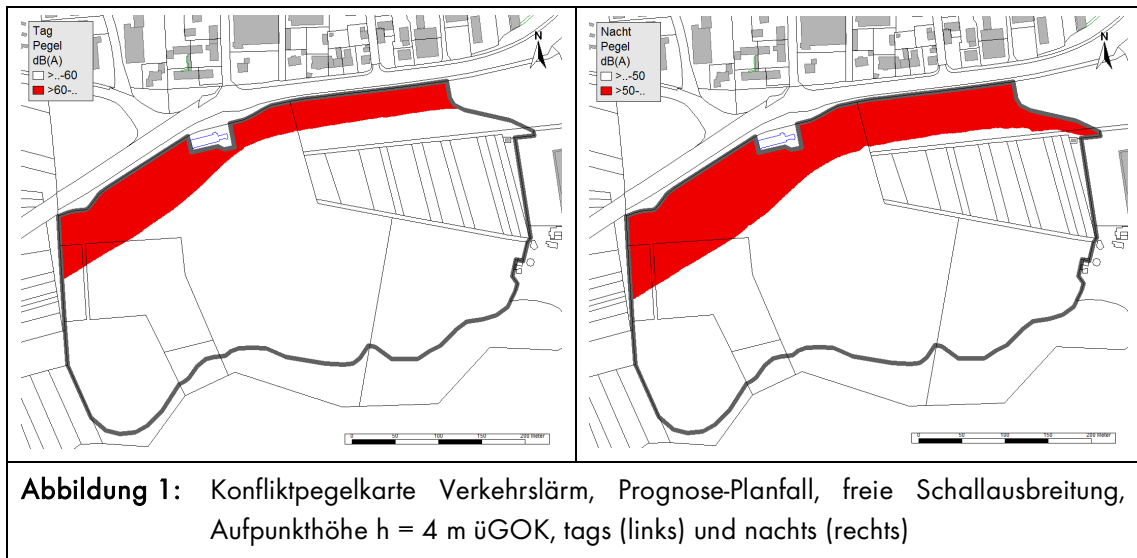 Tag
Pegel
dB(A)
>..-60
>60-..
N
0 50 100 150 200 Meter
Nacht
Pegel
dB(A)
>..-50
>50-..
N
0 50 100 150 200 Meter
Abbildung 1: Konfliktpegelkarte Verkehrslärm, Prognose-Planfall, freie Schallausbreitung,
Aufpunkthöhe h = 4 m üGOK, tags (links) und nachts (rechts)